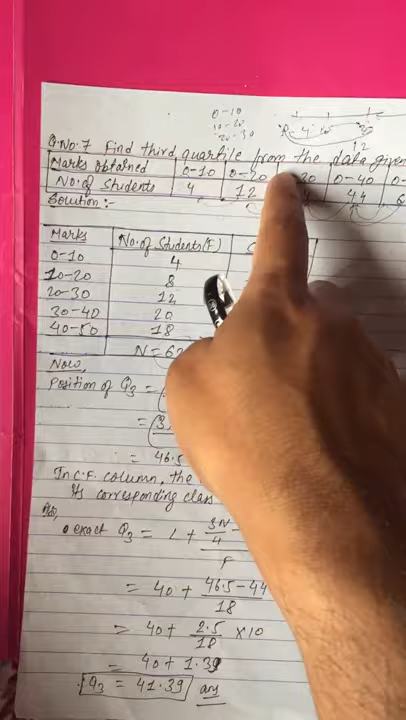 0-10
10-20
20-30
12
Q.No.7 Find third quartile from the data given
Marks obtained 0-10 0-20 0-40
No. of Students 4 12 44 6
Solution:-
Marks No. of Students (F) C
0-10 4
10-20 8
20-30 12
30-40 20
40-50 18
N = 62
Now,
Position of Q3 =
= (3
= 46.5
In C.F. column, the
Its corresponding class
exact Q3 = L + 3N
4
F
= 40 + 46.5-44
18
= 40 + 2.5 × 10
18
= 40 + 1.39
Q3 = 41.39 ans